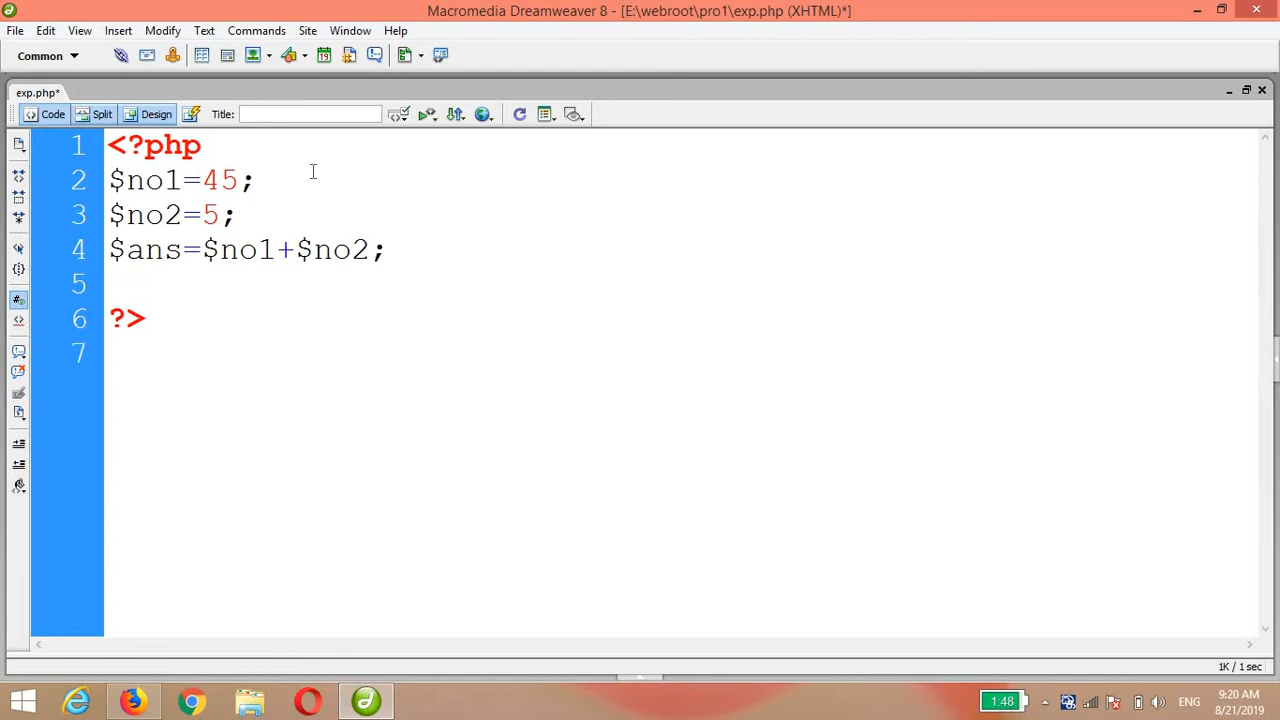 Macromedia Dreamweaver 8 - [E:\webroot\pro1\exp.php (XHTML)*]
File Edit View Insert Modify Text Commands Site Window Help
Common
exp.php*
Code Split Design Title:
1 <?php
2 $no1=45;
3 $no2=5;
4 $ans=$no1+$no2;
5
6 ?>
7
1K / 1 sec
1:48 ENG 9:20 AM
8/21/2019